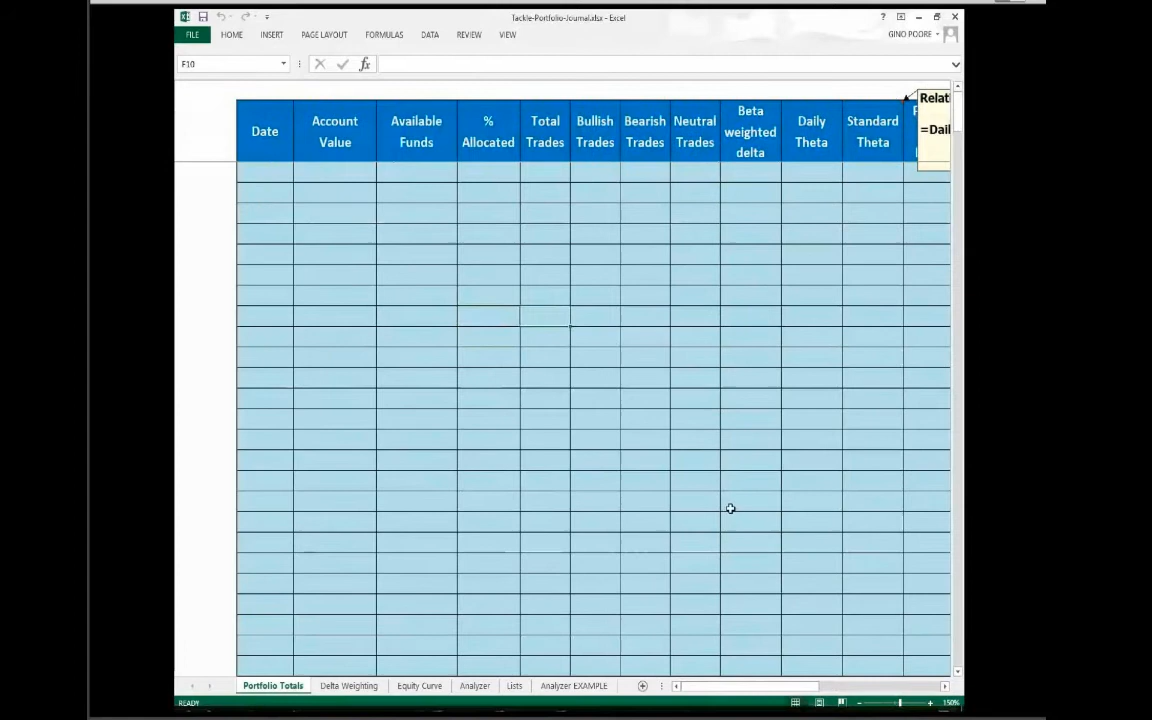 Tackle-Portfolio-Journal.xlsx - Excel
?
FILE
HOME
INSERT
PAGE LAYOUT
FORMULAS
DATA
REVIEW
VIEW
GINO POORE
F10
fx
Date
Account
Value
Available
Funds
%
Allocated
Total
Trades
Bullish
Trades
Bearish
Trades
Neutral
Trades
Beta
weighted
delta
Daily
Theta
Standard
Theta
Relati
=Dail
Portfolio Totals
Delta Weighting
Equity Curve
Analyzer
Lists
Analyzer EXAMPLE
READY
150%